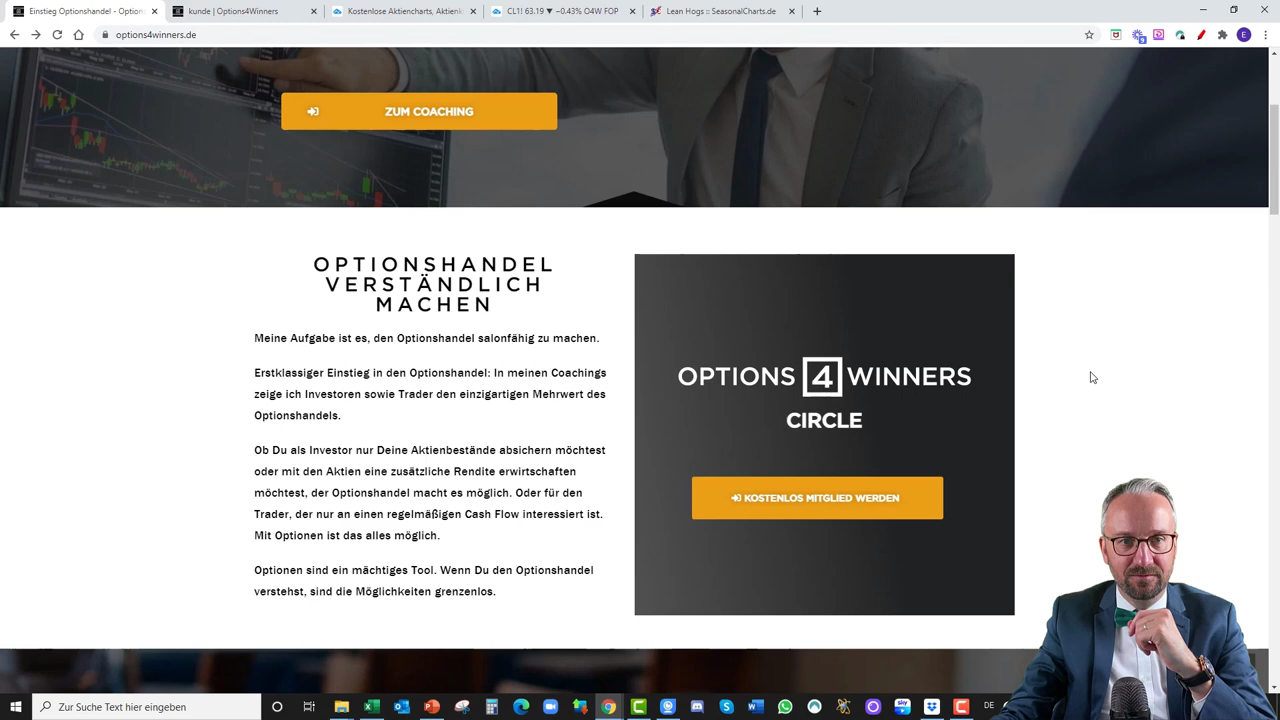 Einstieg Optionshandel - Option
kunde | Options4Winners
Kostenlose Aktiencharts, Aktienk
CL1! 63.19 ▼ −0.43% O4W FOP
Lean Hogs :: SeasonalCharts.de
options4winners.de
E
ZUM COACHING
OPTIONSHANDEL
VERSTÄNDLICH
MACHEN
Meine Aufgabe ist es, den Optionshandel salonfähig zu machen.
Erstklassiger Einstieg in den Optionshandel: In meinen Coachings
zeige ich Investoren sowie Trader den einzigartigen Mehrwert des
Optionshandels.
Ob Du als Investor nur Deine Aktienbestände absichern möchtest
oder mit den Aktien eine zusätzliche Rendite erwirtschaften
möchtest, der Optionshandel macht es möglich. Oder für den
Trader, der nur an einen regelmäßigen Cash Flow interessiert ist.
Mit Optionen ist das alles möglich.
Optionen sind ein mächtiges Tool. Wenn Du den Optionshandel
verstehst, sind die Möglichkeiten grenzenlos.
OPTIONS 4 WINNERS
CIRCLE
KOSTENLOS MITGLIED WERDEN
Zur Suche Text hier eingeben
sky
DE